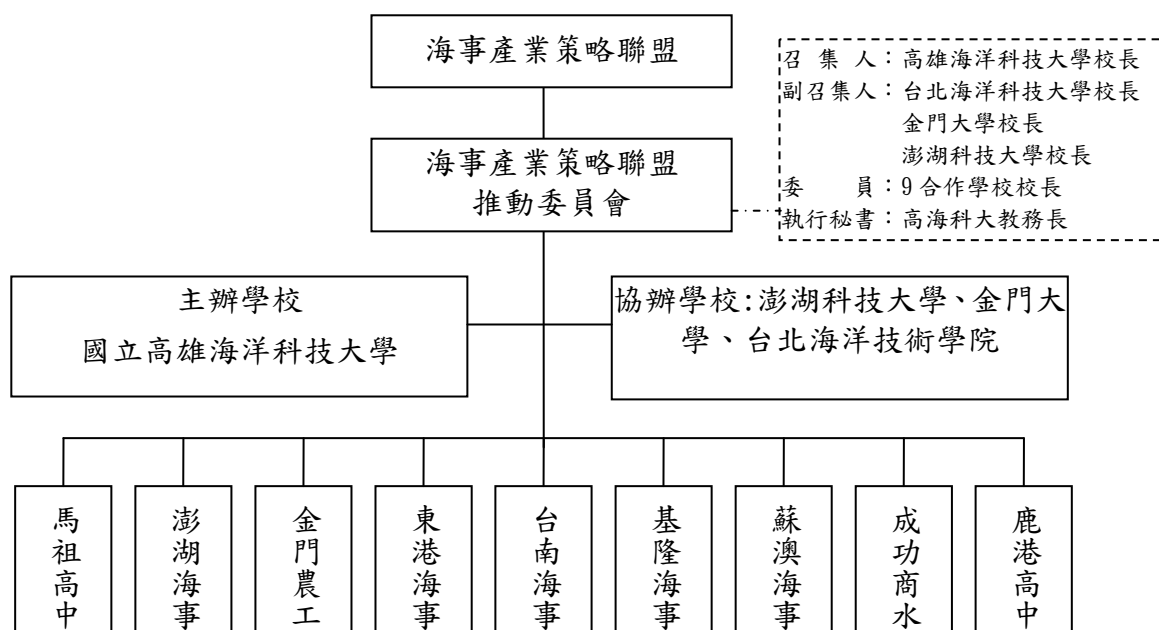 海事產業策略聯盟
召 集 人：高雄海洋科技大學校長
副召集人：台北海洋科技大學校長
金門大學校長
澎湖科技大學校長
委　　員：9合作學校校長
執行秘書：高海科大教務長
海事產業策略聯盟
推動委員會
主辦學校
國立高雄海洋科技大學
協辦學校:澎湖科技大學、金門大
學、台北海洋技術學院
馬祖高中
澎湖海事
金門農工
東港海事
台南海事
基隆海事
蘇澳海事
成功商水
鹿港高中